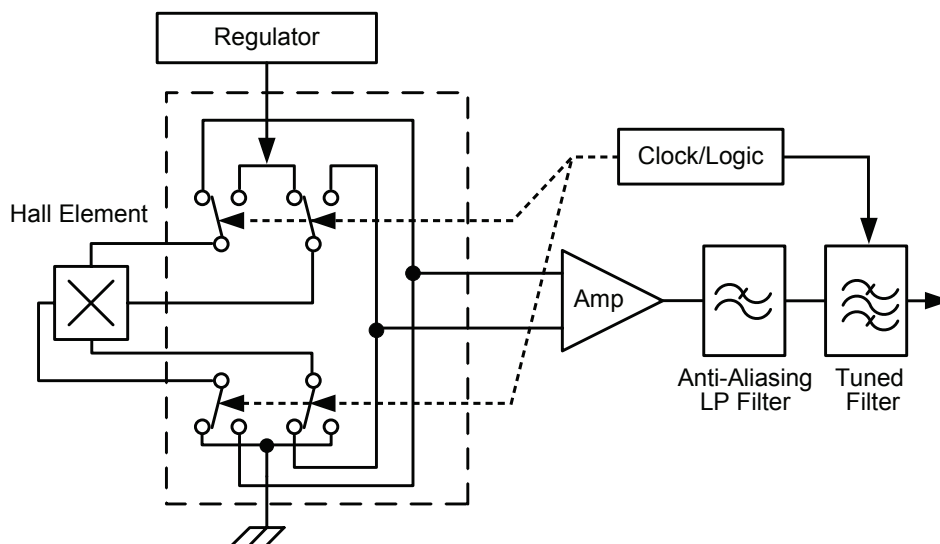 Regulator
Clock/Logic
Hall Element
Amp
Anti-Aliasing
LP Filter
Tuned
Filter